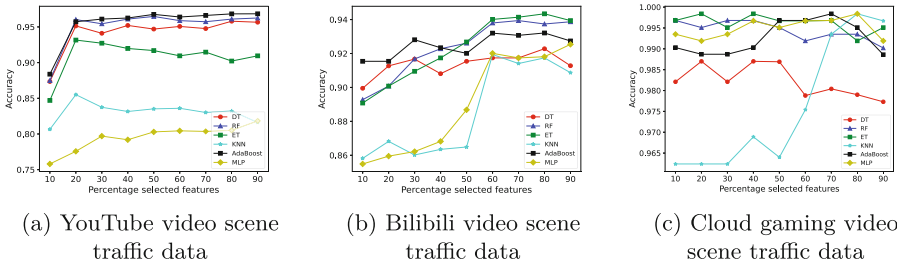 0.95
0.90
0.85
0.80
0.75
Accuracy
10 20 30 40 50 60 70 80 90
Percentage selected features
DT
RF
ET
KNN
AdaBoost
MLP
(a) YouTube video scene
traffic data
0.94
0.92
0.90
0.88
0.86
Accuracy
10 20 30 40 50 60 70 80 90
Percentage selected features
DT
RF
ET
KNN
AdaBoost
MLP
(b) Bilibili video scene
traffic data
1.000
0.995
0.990
0.985
0.980
0.975
0.970
0.965
Accuracy
10 20 30 40 50 60 70 80 90
Percentage selected features
DT
RF
ET
KNN
AdaBoost
MLP
(c) Cloud gaming video
scene traffic data